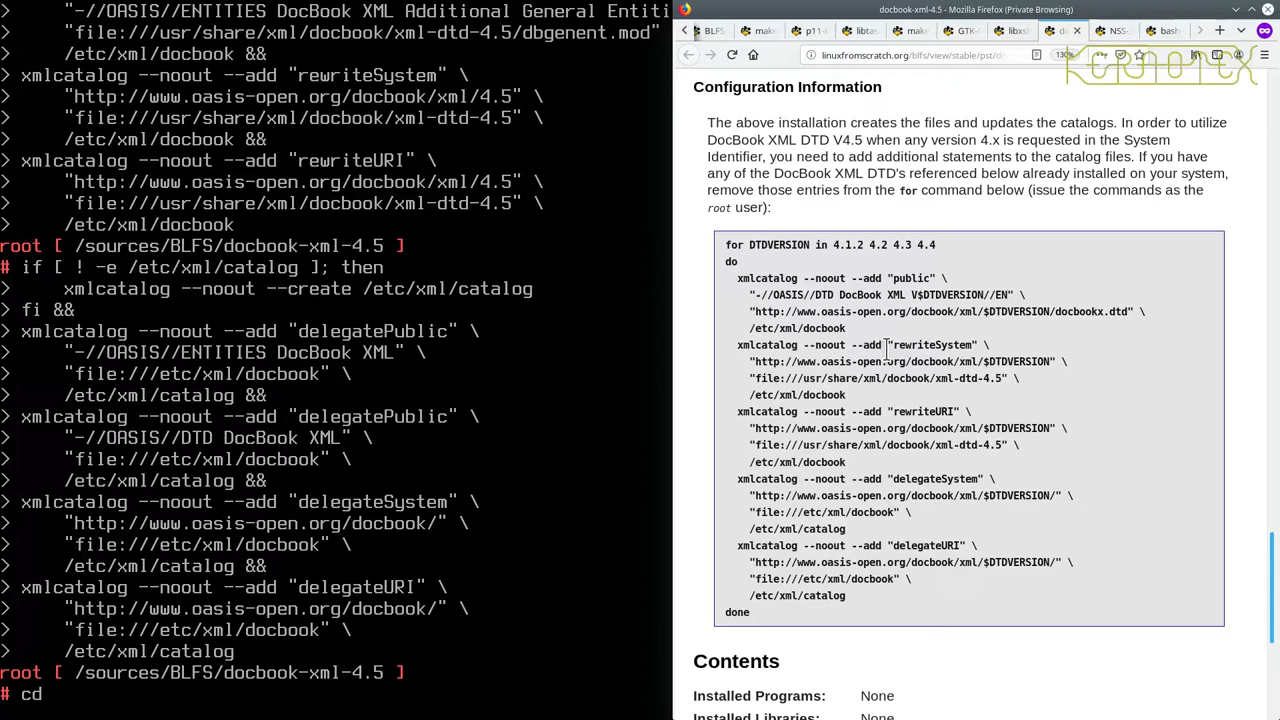 "-//OASIS//ENTITIES DocBook XML Additional General Entiti
> "file:///usr/share/xml/docbook/xml-dtd-4.5/dbgenent.mod" \
> /etc/xml/docbook &&
> xmlcatalog --noout --add "rewriteSystem" \
> "http://www.oasis-open.org/docbook/xml/4.5" \
> "file:///usr/share/xml/docbook/xml-dtd-4.5" \
> /etc/xml/docbook &&
> xmlcatalog --noout --add "rewriteURI" \
> "http://www.oasis-open.org/docbook/xml/4.5" \
> "file:///usr/share/xml/docbook/xml-dtd-4.5" \
> /etc/xml/docbook
root [ /sources/BLFS/docbook-xml-4.5 ]
# if [ ! -e /etc/xml/catalog ]; then
> xmlcatalog --noout --create /etc/xml/catalog
> fi &&
> xmlcatalog --noout --add "delegatePublic" \
> "-//OASIS//ENTITIES DocBook XML" \
> "file:///etc/xml/docbook" \
> /etc/xml/catalog &&
> xmlcatalog --noout --add "delegatePublic" \
> "-//OASIS//DTD DocBook XML" \
> "file:///etc/xml/docbook" \
> /etc/xml/catalog &&
> xmlcatalog --noout --add "delegateSystem" \
> "http://www.oasis-open.org/docbook/" \
> "file:///etc/xml/docbook" \
> /etc/xml/catalog &&
> xmlcatalog --noout --add "delegateURI" \
> "http://www.oasis-open.org/docbook/" \
> "file:///etc/xml/docbook" \
> /etc/xml/catalog
root [ /sources/BLFS/docbook-xml-4.5 ]
# cd
docbook-xml-4.5 - Mozilla Firefox (Private Browsing)
BLFS make p11- libtas make GTK- libxsl do NSS- bash-
linuxfromscratch.org/blfs/view/stable/pst/do 130%
KERNOTEX
Configuration Information
The above installation creates the files and updates the catalogs. In order to utilize
DocBook XML DTD V4.5 when any version 4.x is requested in the System
Identifier, you need to add additional statements to the catalog files. If you have
any of the DocBook XML DTD's referenced below already installed on your system,
remove those entries from the for command below (issue the commands as the
root user):
for DTDVERSION in 4.1.2 4.2 4.3 4.4
do
xmlcatalog --noout --add "public" \
"-//OASIS//DTD DocBook XML V$DTDVERSION//EN" \
"http://www.oasis-open.org/docbook/xml/$DTDVERSION/docbookx.dtd" \
/etc/xml/docbook
xmlcatalog --noout --add "rewriteSystem" \
"http://www.oasis-open.org/docbook/xml/$DTDVERSION" \
"file:///usr/share/xml/docbook/xml-dtd-4.5" \
/etc/xml/docbook
xmlcatalog --noout --add "rewriteURI" \
"http://www.oasis-open.org/docbook/xml/$DTDVERSION" \
"file:///usr/share/xml/docbook/xml-dtd-4.5" \
/etc/xml/docbook
xmlcatalog --noout --add "delegateSystem" \
"http://www.oasis-open.org/docbook/xml/$DTDVERSION/" \
"file:///etc/xml/docbook" \
/etc/xml/catalog
xmlcatalog --noout --add "delegateURI" \
"http://www.oasis-open.org/docbook/xml/$DTDVERSION/" \
"file:///etc/xml/docbook" \
/etc/xml/catalog
done
Contents
Installed Programs: None
Installed Libraries: None